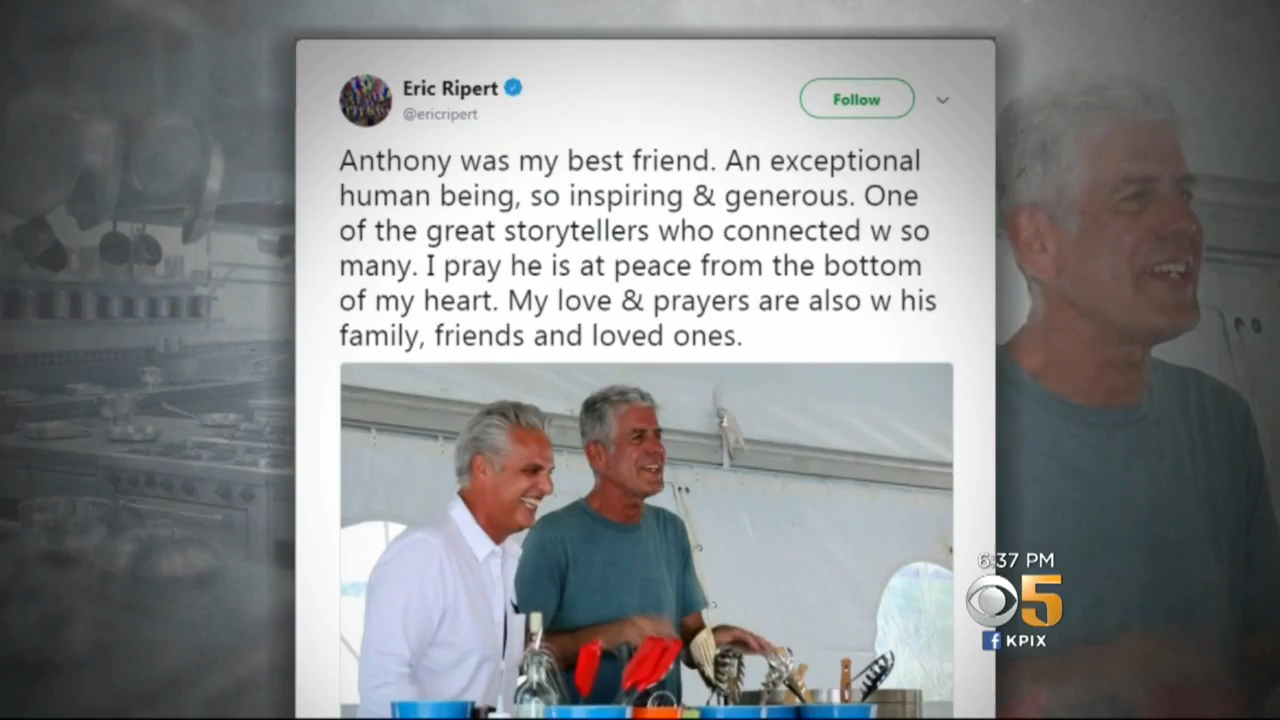 Eric Ripert
@ericripert
Follow
Anthony was my best friend. An exceptional
human being, so inspiring & generous. One
of the great storytellers who connected w so
many. I pray he is at peace from the bottom
of my heart. My love & prayers are also w his
family, friends and loved ones.
6:37 PM
5
f KPIX